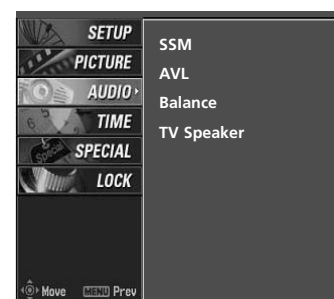 SETUP
PICTURE
AUDIO
TIME
SPECIAL
LOCK
Move MENU Prev
SSM
AVL
Balance
TV Speaker